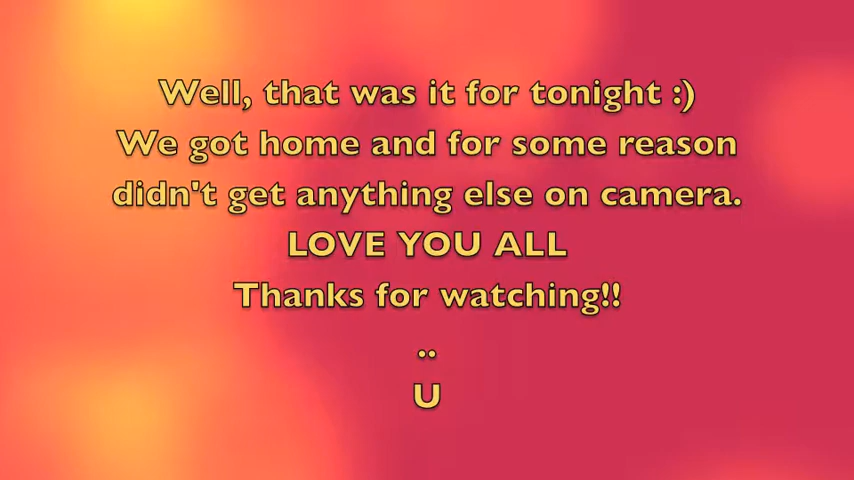 Well, that was it for tonight :)
We got home and for some reason
didn't get anything else on camera.
LOVE YOU ALL
Thanks for watching!!
..
U